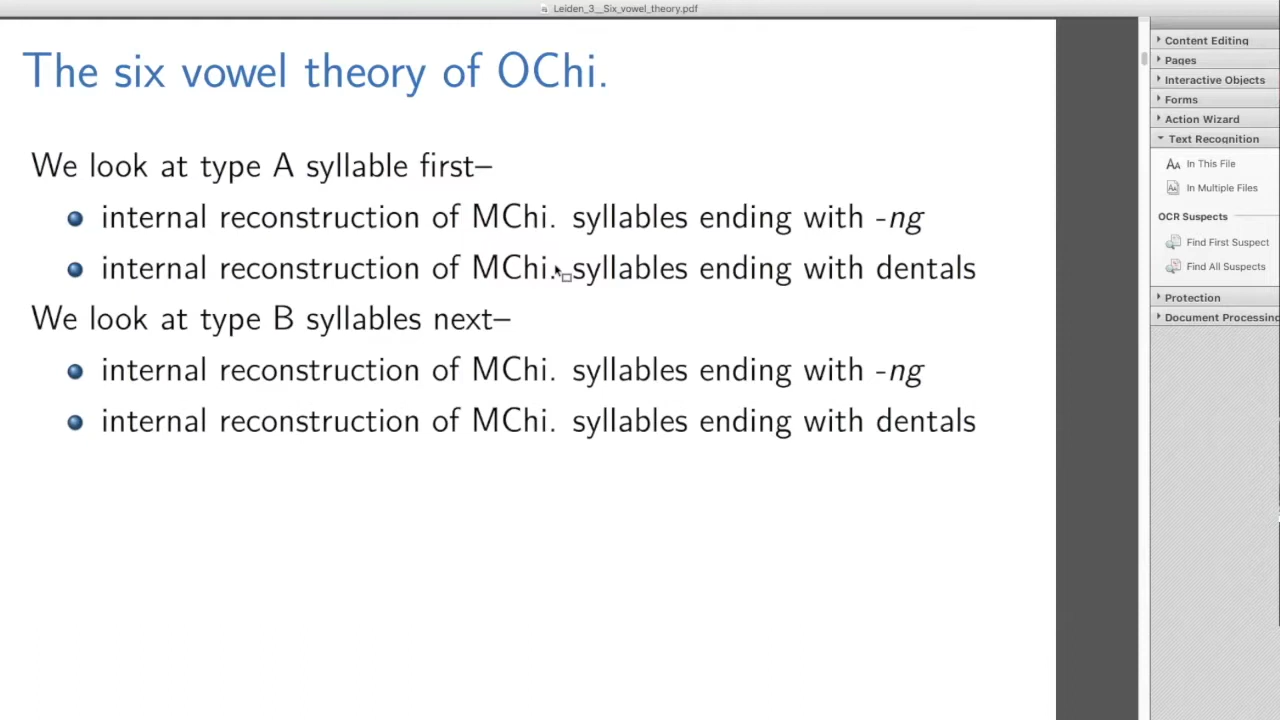 Leiden_3__Six_vowel_theory.pdf
The six vowel theory of OChi.
We look at type A syllable first–
internal reconstruction of MChi. syllables ending with -ng
internal reconstruction of MChi. syllables ending with dentals
We look at type B syllables next–
internal reconstruction of MChi. syllables ending with -ng
internal reconstruction of MChi. syllables ending with dentals
Content Editing
Pages
Interactive Objects
Forms
Action Wizard
Text Recognition
In This File
In Multiple Files
OCR Suspects
Find First Suspect
Find All Suspects
Protection
Document Processing